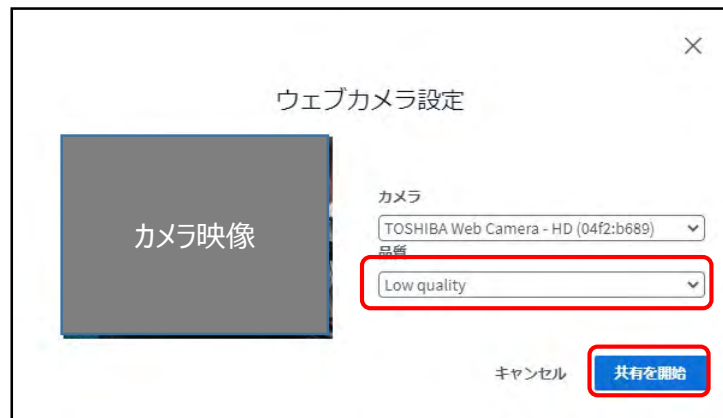 ウェブカメラ設定
カメラ映像
カメラ
TOSHIBA Web Camera - HD (04f2:b689)
品質
Low quality
キャンセル
共有を開始